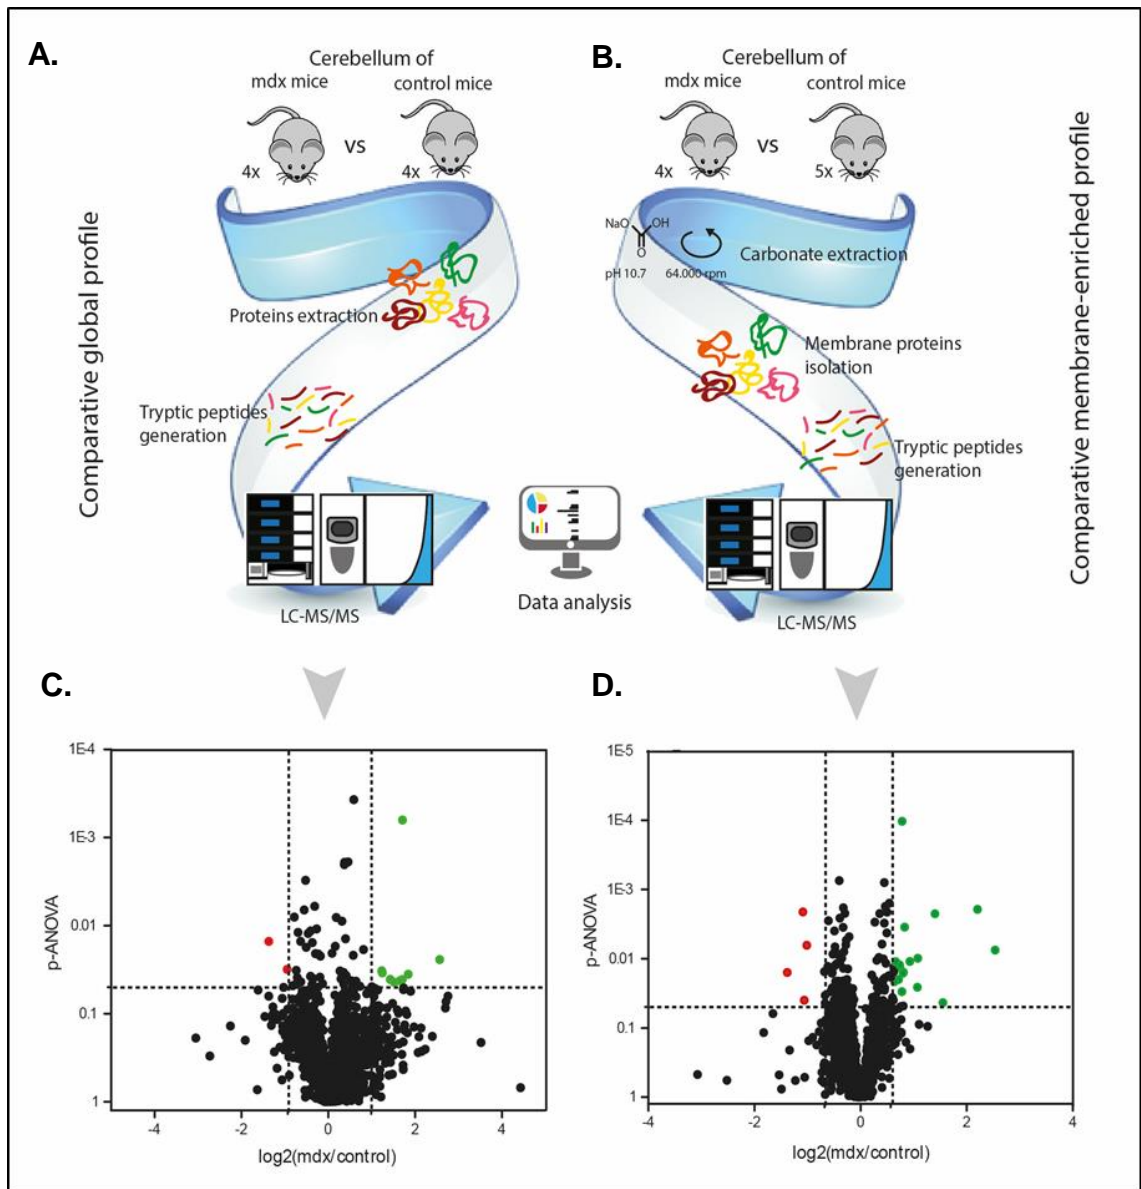 A.
Cerebellum of
mdx mice
control mice
vs
4x
4x
Comparative global profile
Proteins extraction
Tryptic peptides
generation
LC-MS/MS
B.
Cerebellum of
mdx mice
control mice
vs
4x
5x
Comparative membrane-enriched profile
NaO
OH
O
pH 10.7
64.000 rpm
Carbonate extraction
Membrane proteins
isolation
Tryptic peptides
generation
LC-MS/MS
Data analysis
C.
1E-4
1E-3
0.01
0.1
1
p-ANOVA
-4
-2
0
2
4
log2(mdx/control)
D.
1E-5
1E-4
1E-3
0.01
0.1
1
p-ANOVA
-4
-2
0
2
4
log2(mdx/control)